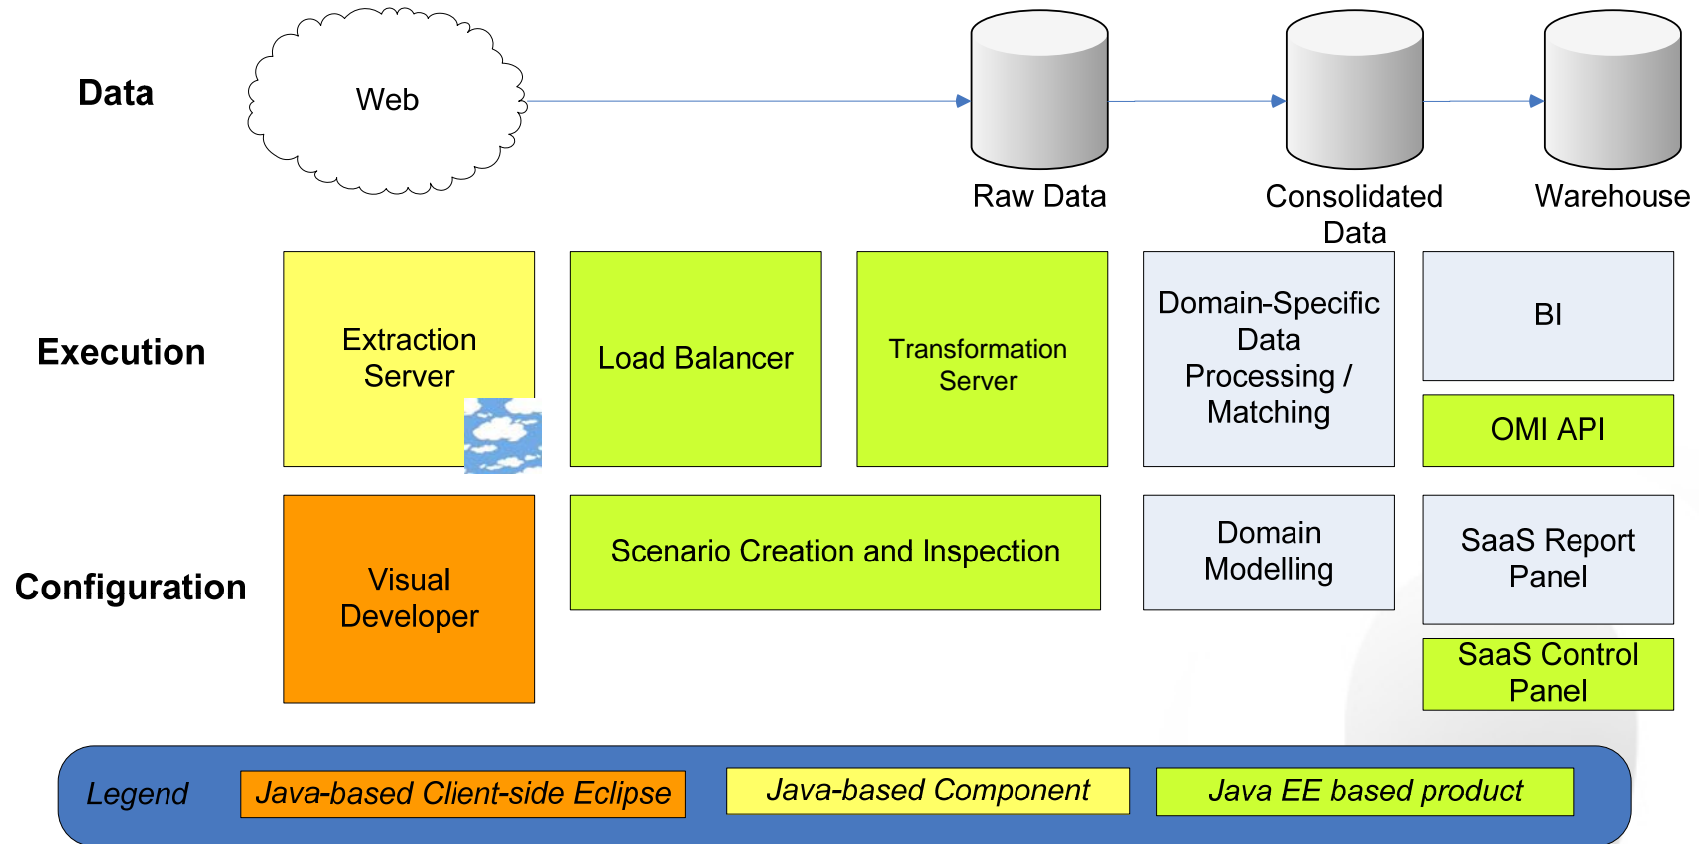 Data
Web
Raw Data
Consolidated
Data
Warehouse
Execution
Extraction
Server
Load Balancer
Transformation
Server
Domain-Specific
Data
Processing /
Matching
BI
OMI API
Configuration
Visual
Developer
Scenario Creation and Inspection
Domain
Modelling
SaaS Report
Panel
SaaS Control
Panel
Legend
Java-based Client-side Eclipse
Java-based Component
Java EE based product